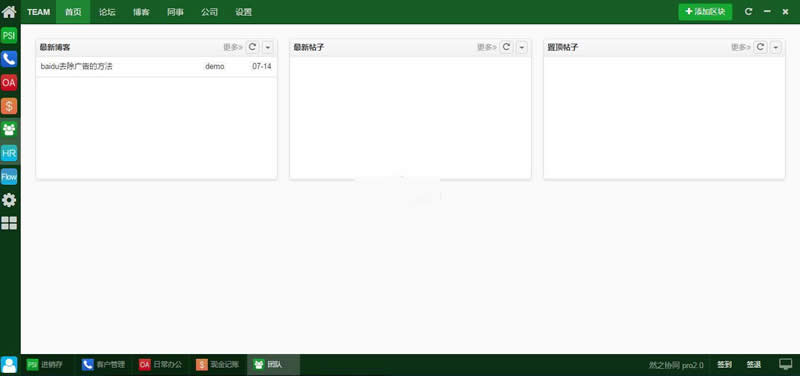 TEAM 首页 论坛 博客 同事 公司 设置 添加区块
PSI
OA
$
HR
Flow
最新博客 更多»
baidu去除广告的方法 demo 07-14
最新帖子 更多»
置顶帖子 更多»
PSI 进销存 客户管理 OA 日常办公 $ 现金记账 团队 然之协同 pro2.0 签到 签退